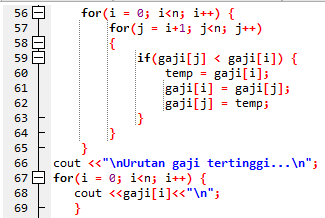 56 for(i = 0; i<n; i++) {
57 for(j = i+1; j<n; j++)
58 {
59 if(gaji[j] < gaji[i]) {
60 temp = gaji[i];
61 gaji[i] = gaji[j];
62 gaji[j] = temp;
63 }
64 }
65 }
66 cout <<"\nUrutan gaji tertinggi...\n";
67 for(i = 0; i<n; i++) {
68 cout <<gaji[i]<<"\n";
69 }